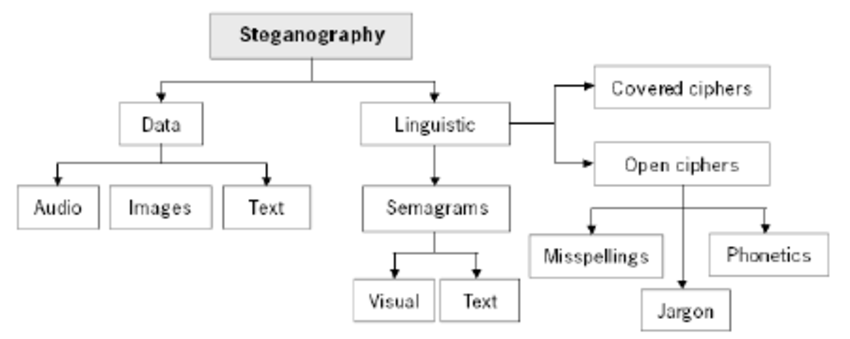 Steganography
Covered ciphers
Data
Linguistic
Open ciphers
Audio
Images
Text
Semagrams
Misspellings
Phonetics
Visual
Text
Jargon